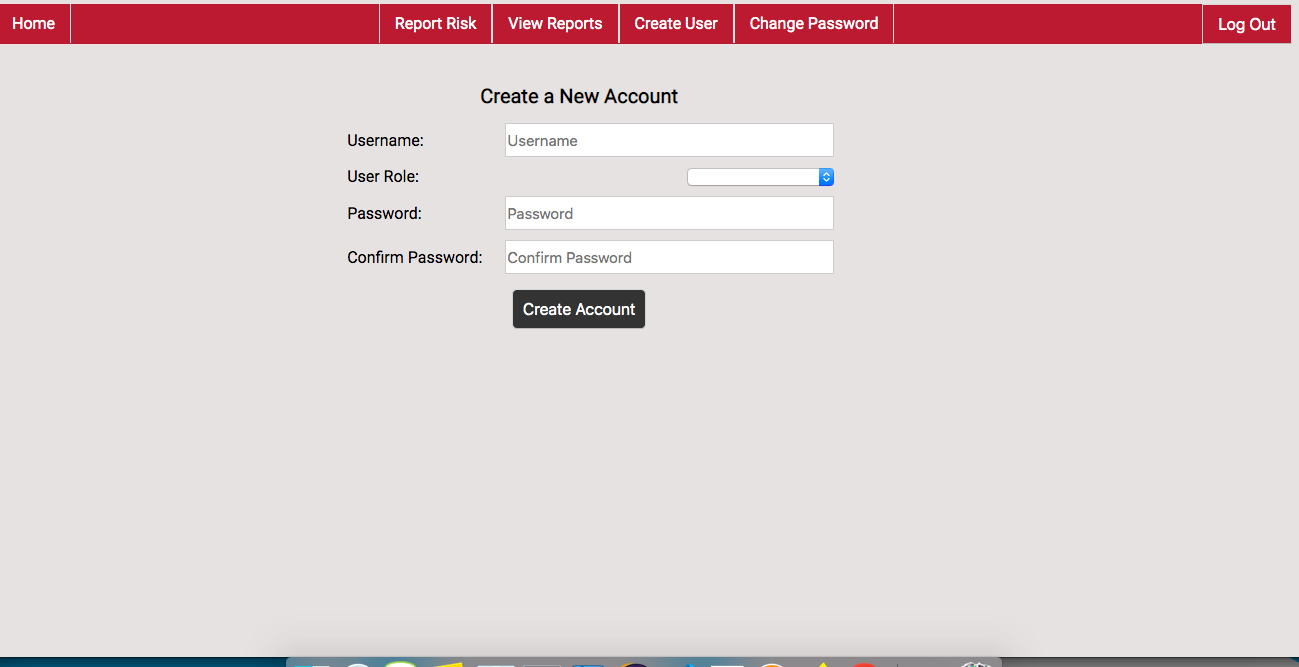 Home Report Risk View Reports Create User Change Password Log Out
Create a New Account
Username: Username
User Role:
Password: Password
Confirm Password: Confirm Password
Create Account